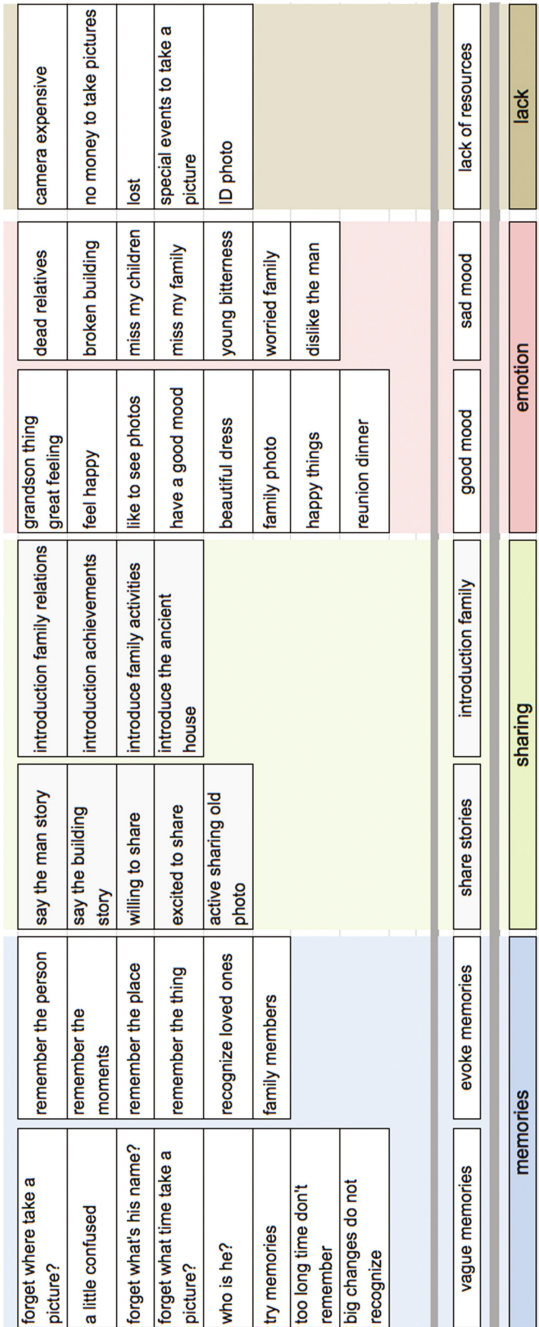 forget where take a
picture?
a little confused
forget what's his name?
forget what time take a
picture?
who is he?
try memories
too long time don't
remember
big changes do not
recognize
vague memories
remember the person
remember the
moments
remember the place
remember the thing
recognize loved ones
family members
evoke memories
memories
say the man story
say the building
story
willing to share
excited to share
active sharing old
photo
share stories
introduction family relations
introduction achievements
introduce family activities
introduce the ancient
house
introduction family
sharing
grandson thing
great feeling
feel happy
like to see photos
have a good mood
beautiful dress
family photo
happy things
reunion dinner
good mood
dead relatives
broken building
miss my children
miss my family
young bitterness
worried family
dislike the man
sad mood
emotion
camera expensive
no money to take pictures
lost
special events to take a
picture
ID photo
lack of resources
lack